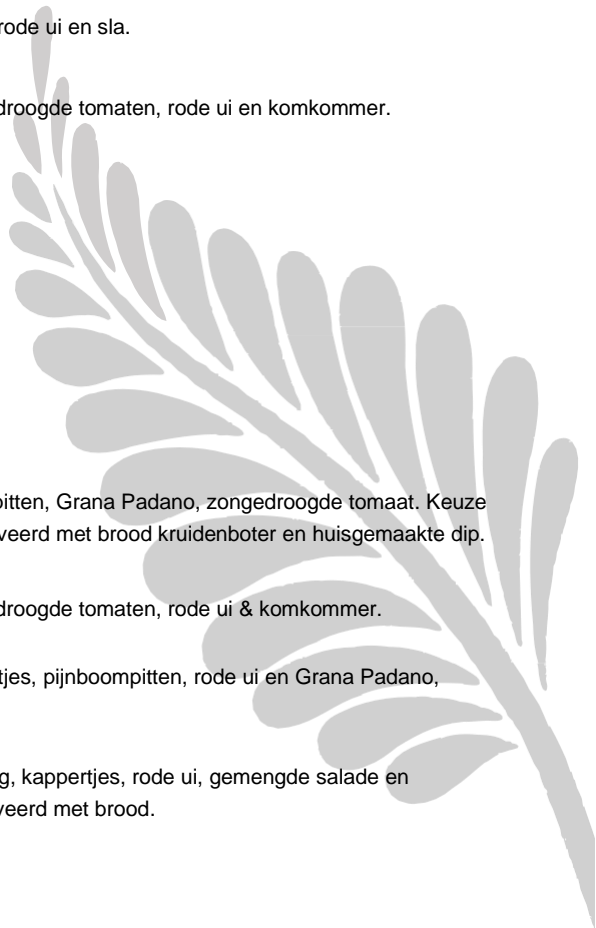 rode ui en sla.
droogde tomaten, rode ui en komkommer.
pitten, Grana Padano, zongedroogde tomaat. Keuze
veerd met brood kruidenboter en huisgemaakte dip.
droogde tomaten, rode ui & komkommer.
tjes, pijnboompitten, rode ui en Grana Padano,
g, kappertjes, rode ui, gemengde salade en
veerd met brood.